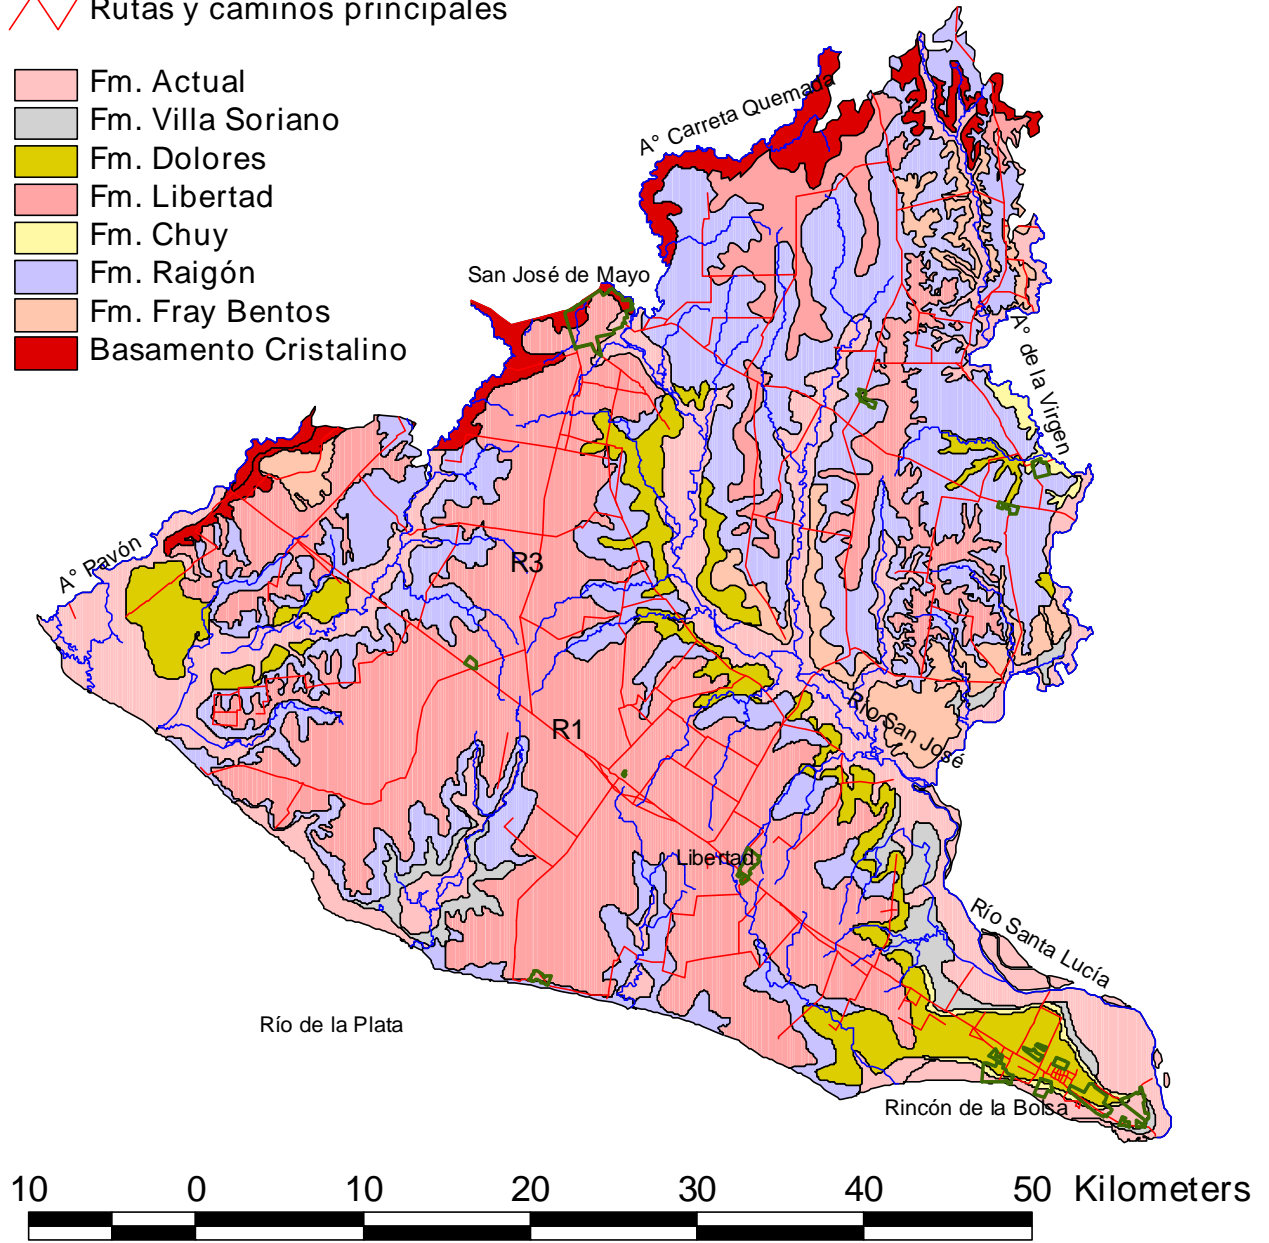 Rutas y caminos principales
Fm. Actual
Fm. Villa Soriano
Fm. Dolores
Fm. Libertad
Fm. Chuy
Fm. Raigón
Fm. Fray Bentos
Basamento Cristalino
A° Carreta Quemada
San José de Mayo
A° de la Virgen
A° Pavón
R3
R1
Río San José
Libertad
Río Santa Lucía
Río de la Plata
Rincón de la Bolsa
10 0 10 20 30 40 50 Kilometers